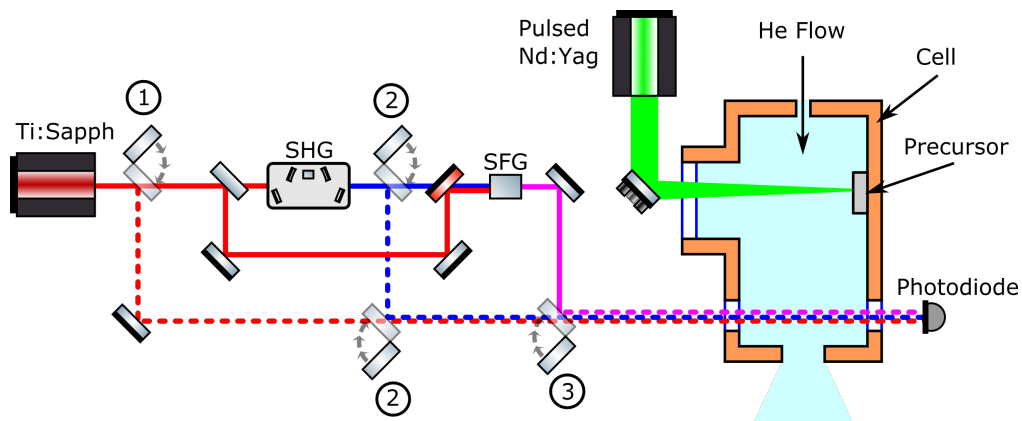 Pulsed
Nd:Yag
He Flow
Cell
1
2
Ti:Sapph
SHG
SFG
Precursor
Photodiode
2
3